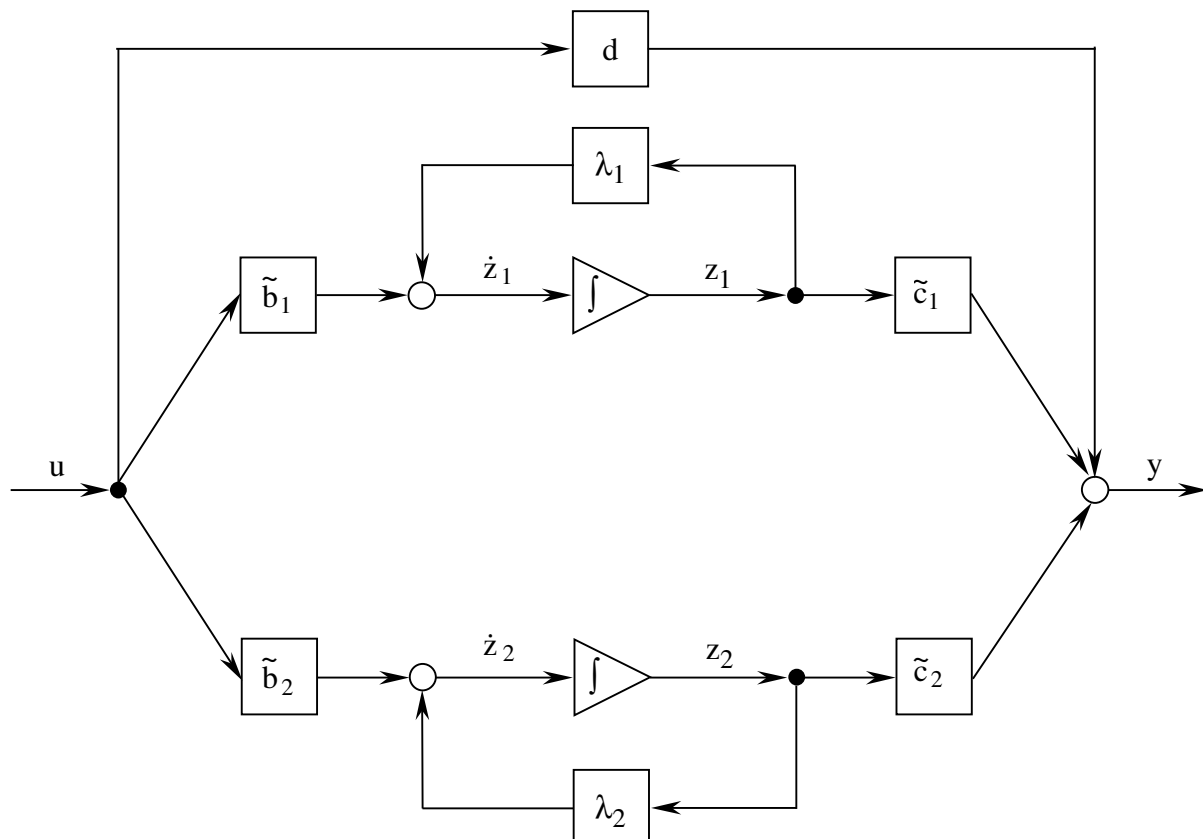 d
λ₁
b̃₁
ż₁
∫
z₁
c̃₁
u
y
b̃₂
ż₂
∫
z₂
c̃₂
λ₂